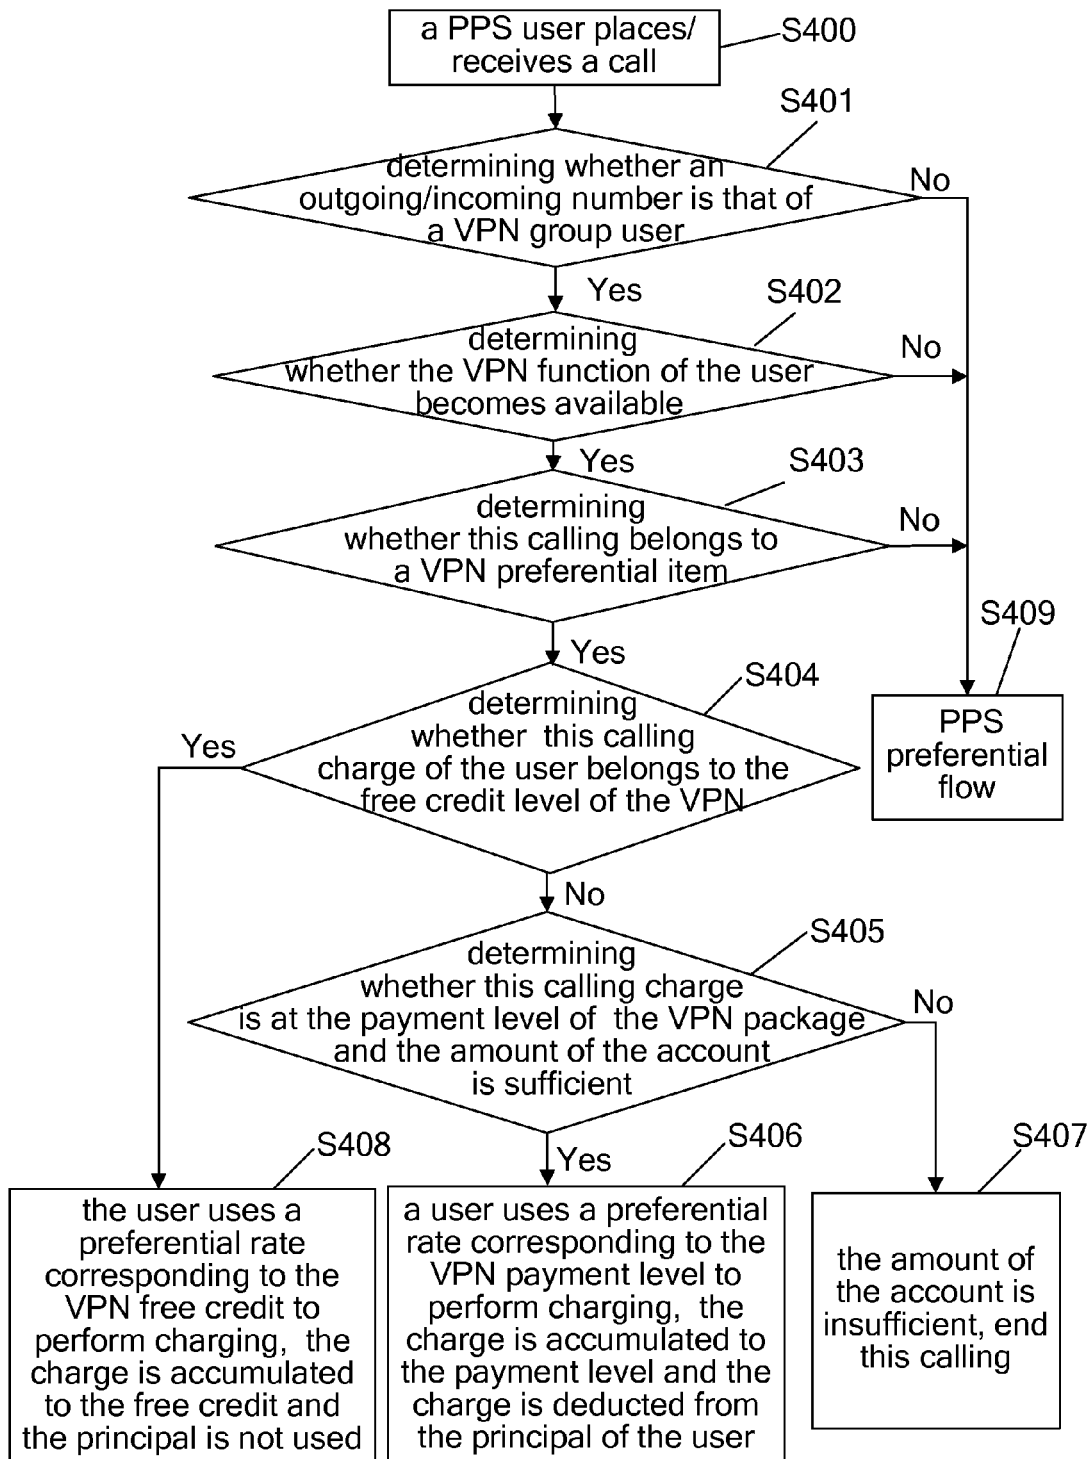 a PPS user places/
receives a call
S400
S401
determining whether an
outgoing/incoming number is that of
a VPN group user
No
Yes
S402
determining
whether the VPN function of the user
becomes available
No
Yes
S403
determining
whether this calling belongs to
a VPN preferential item
No
Yes
S409
PPS
preferential
flow
S404
determining
whether this calling
charge of the user belongs to the
free credit level of the VPN
Yes
No
S405
determining
whether this calling charge
is at the payment level of the VPN package
and the amount of the account
is sufficient
No
Yes
S408
the user uses a
preferential rate
corresponding to the
VPN free credit to
perform charging, the
charge is accumulated
to the free credit and
the principal is not used
S406
a user uses a preferential
rate corresponding to the
VPN payment level to
perform charging, the
charge is accumulated to
the payment level and the
charge is deducted from
the principal of the user
S407
the amount of
the account is
insufficient, end
this calling